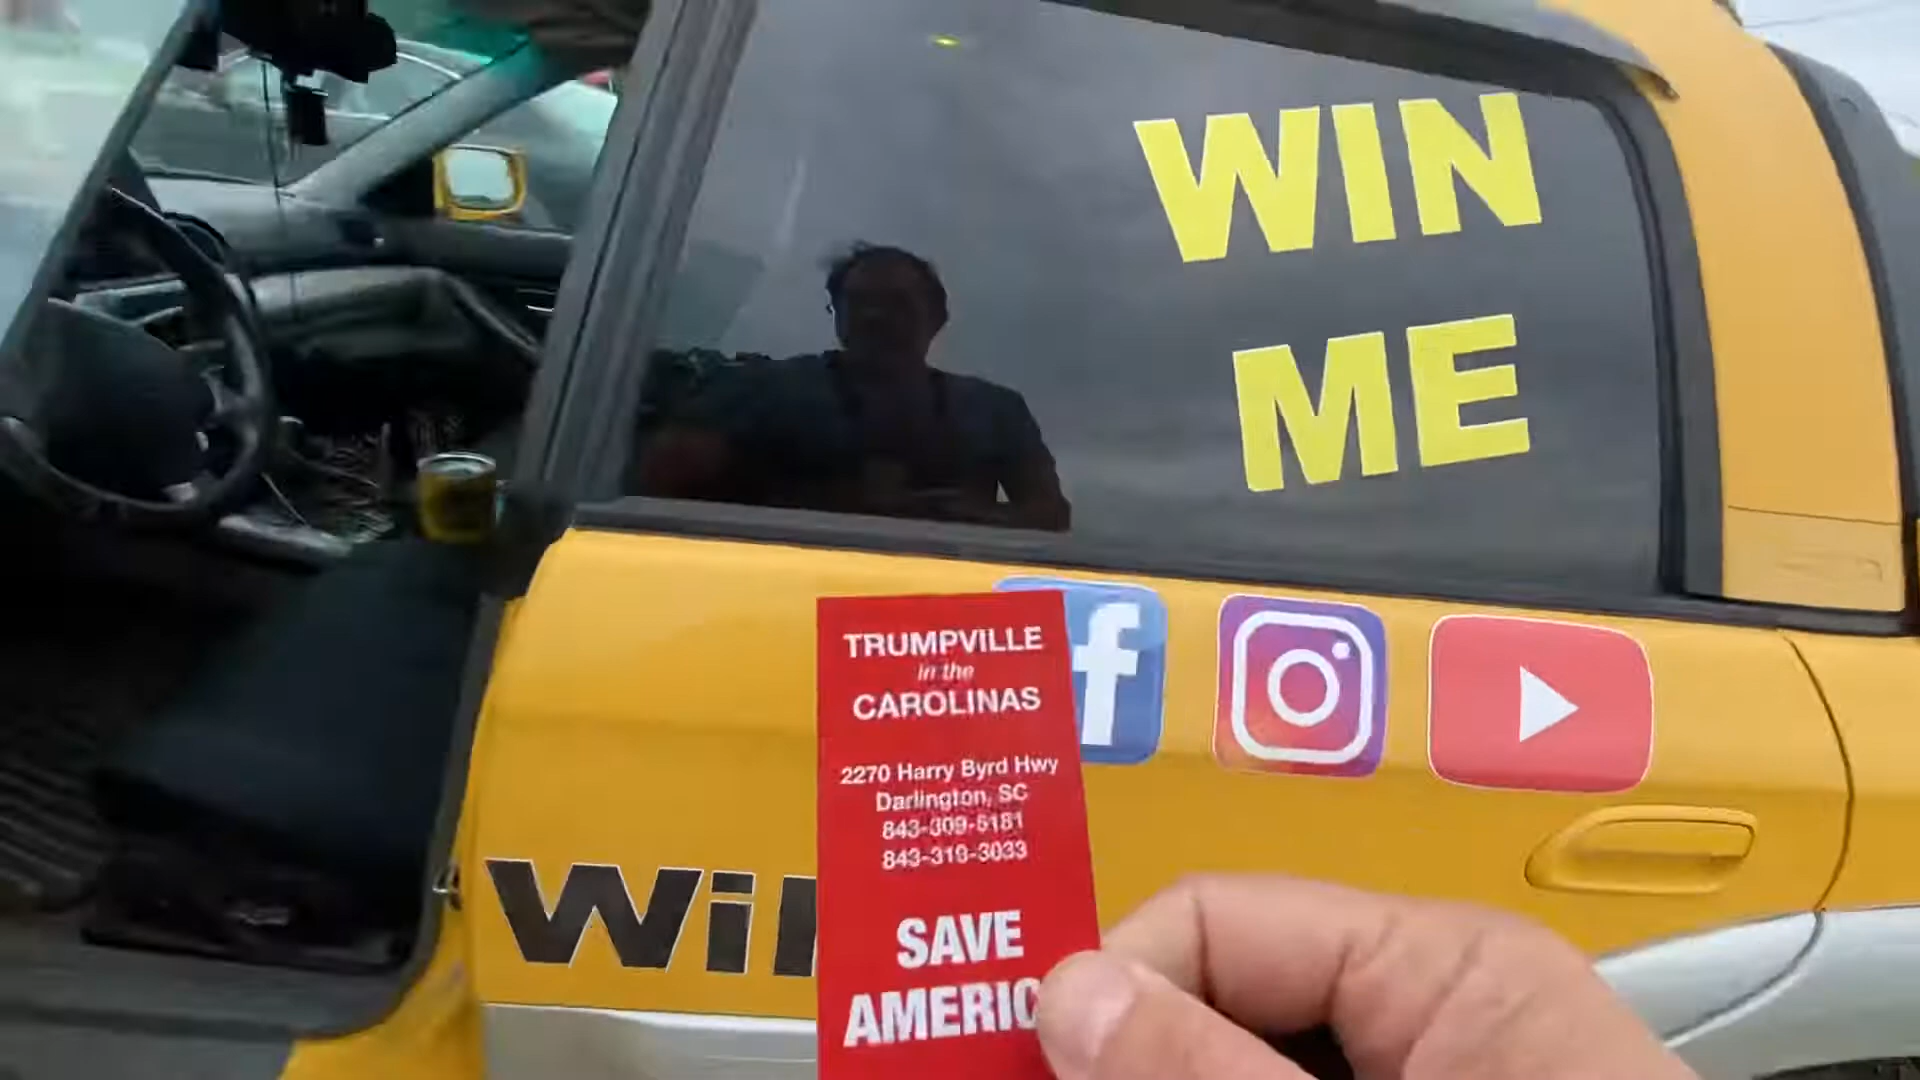 WIN
ME
f
TRUMPVILLE
in the
CAROLINAS
2270 Harry Byrd Hwy
Darlington, SC
843-309-5181
843-319-3033
SAVE
AMERIC
Wil